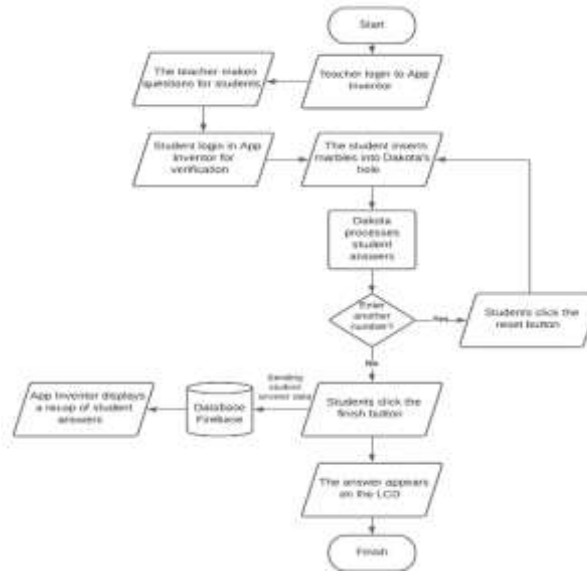 Start
Teacher login to App
Inventor
The teacher makes
questions for students
Student login in App
Inventor for
verification
The student inserts
marbles into Dakota's
hole
Dakota
processes
student
answers
Enter
another
number?
Yes
Students click the
reset button
No
Students click the
finish button
Sending
student
answer data
Database
Firebase
App Inventor displays
a recap of student
answers
The answer appears
on the LCD
Finish